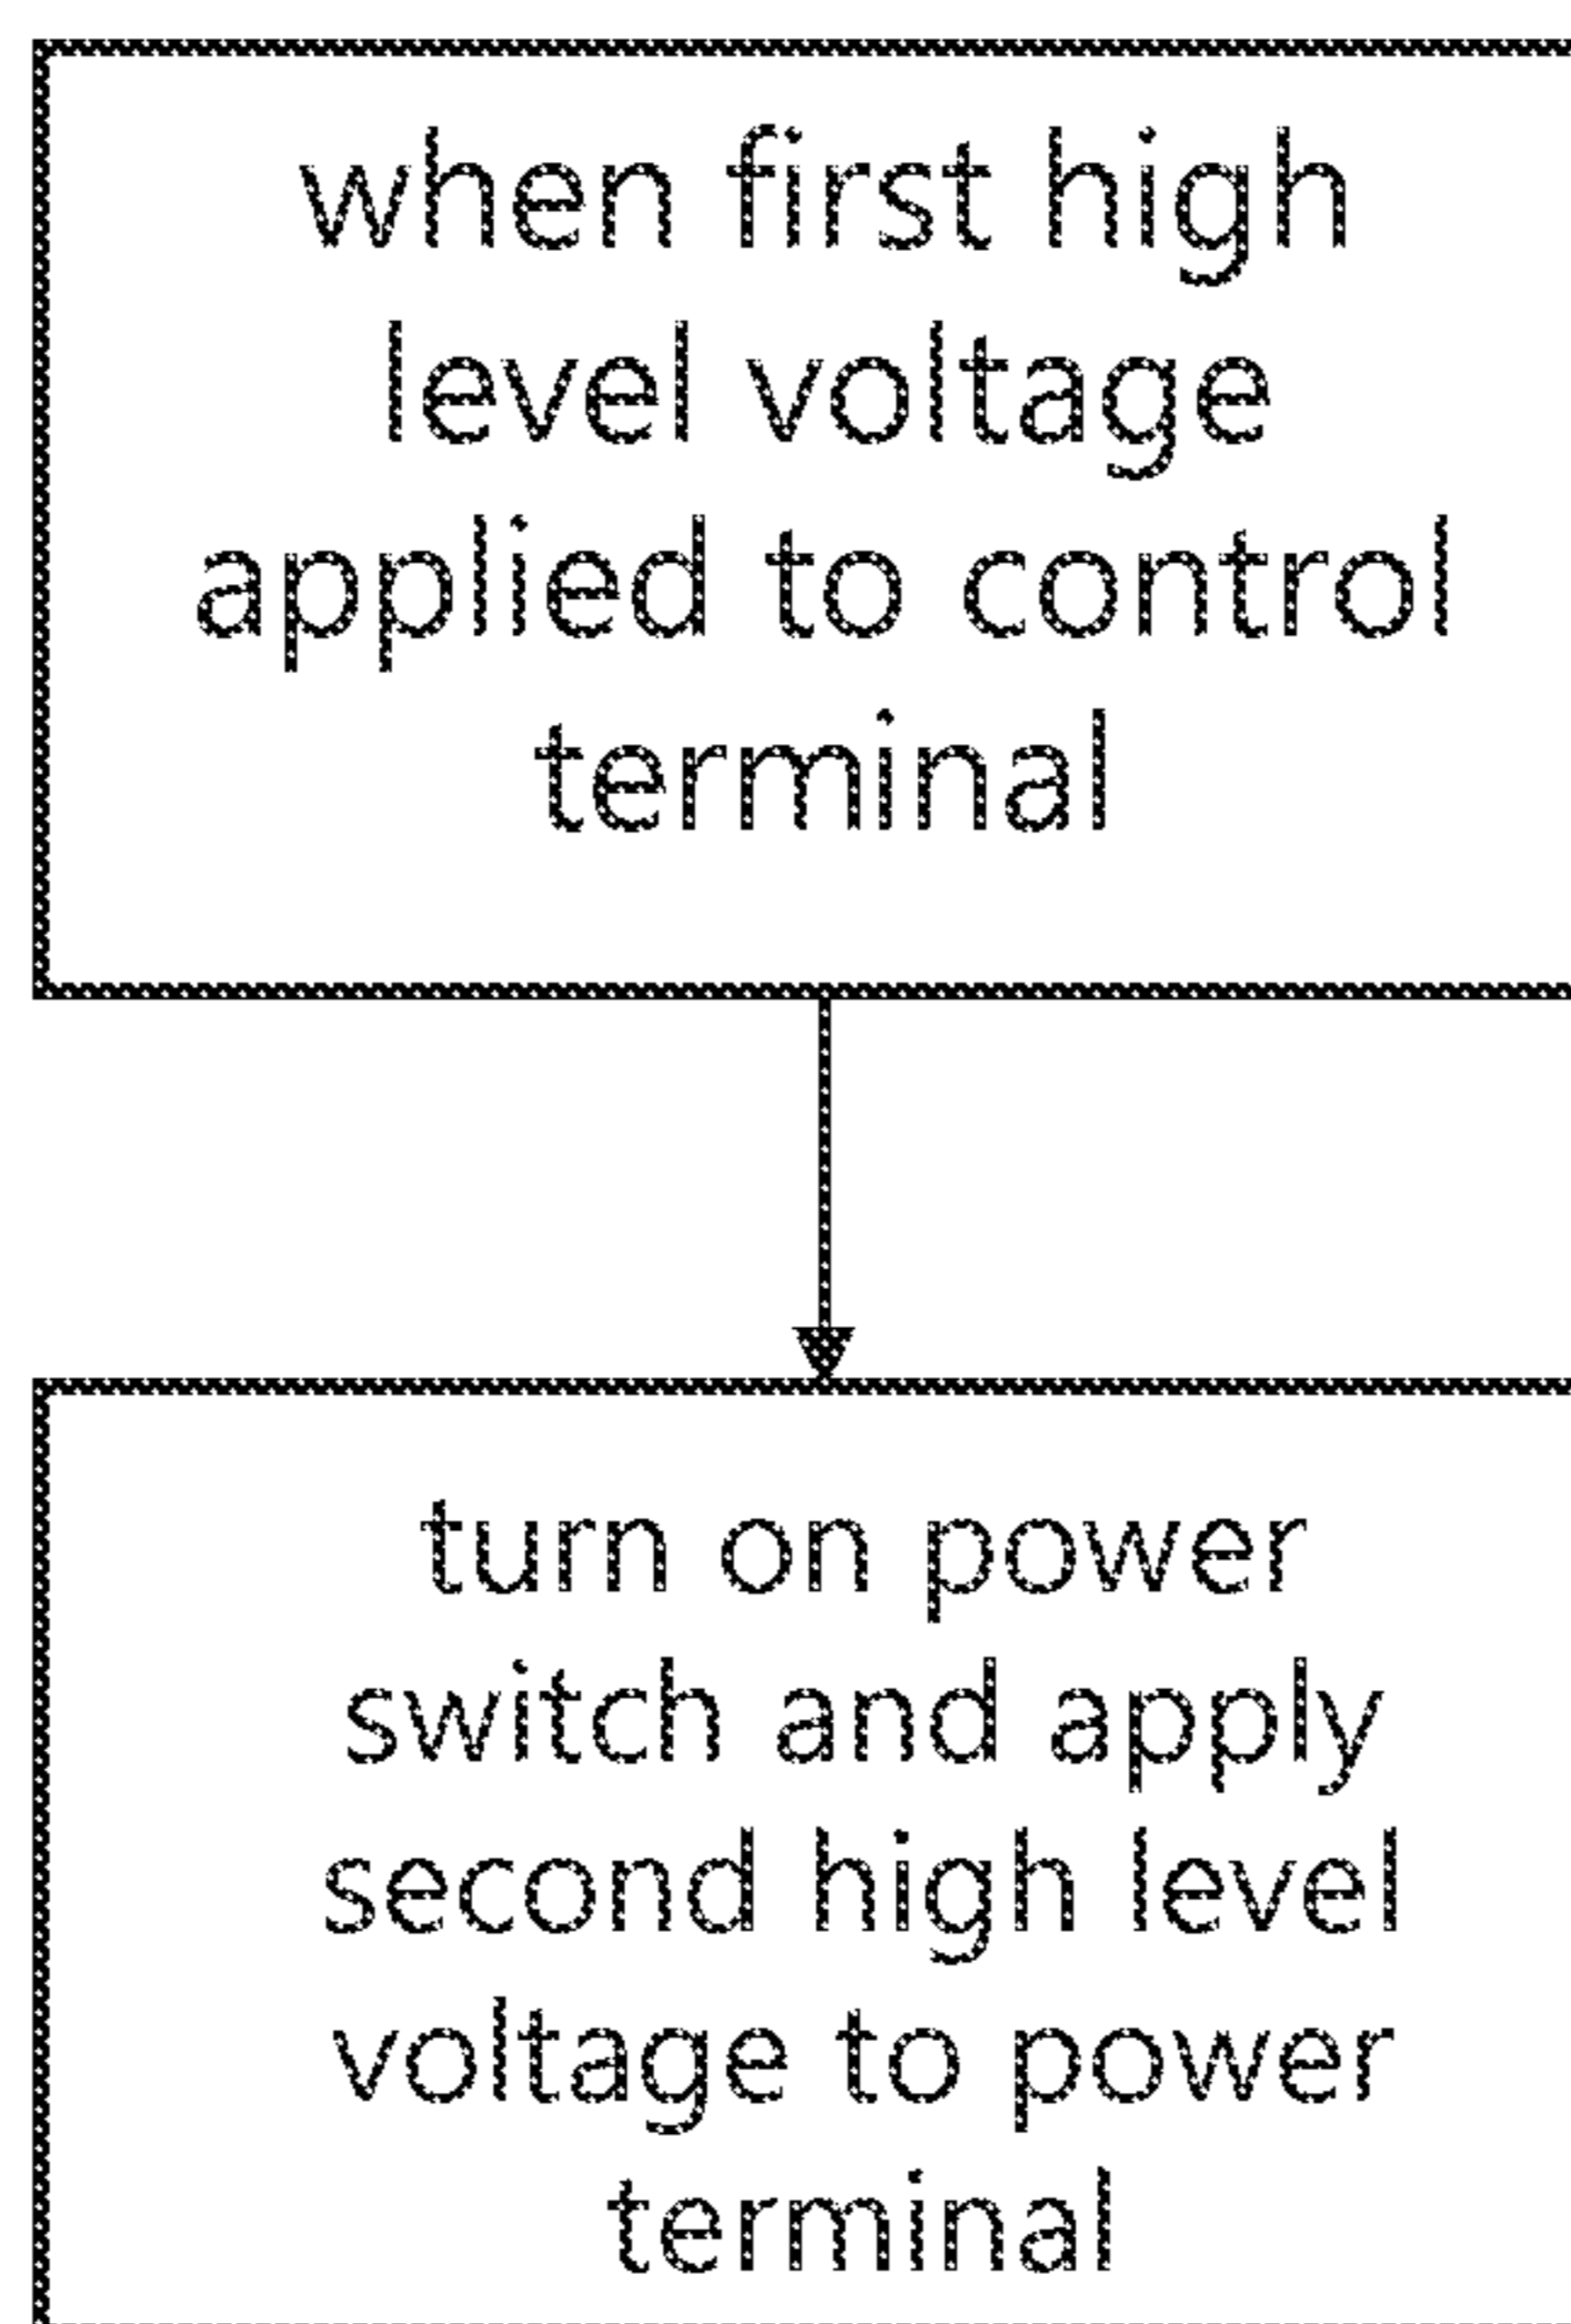 when first high
level voltage
applied to control
terminal
turn on power
switch and apply
second high level
voltage to power
terminal